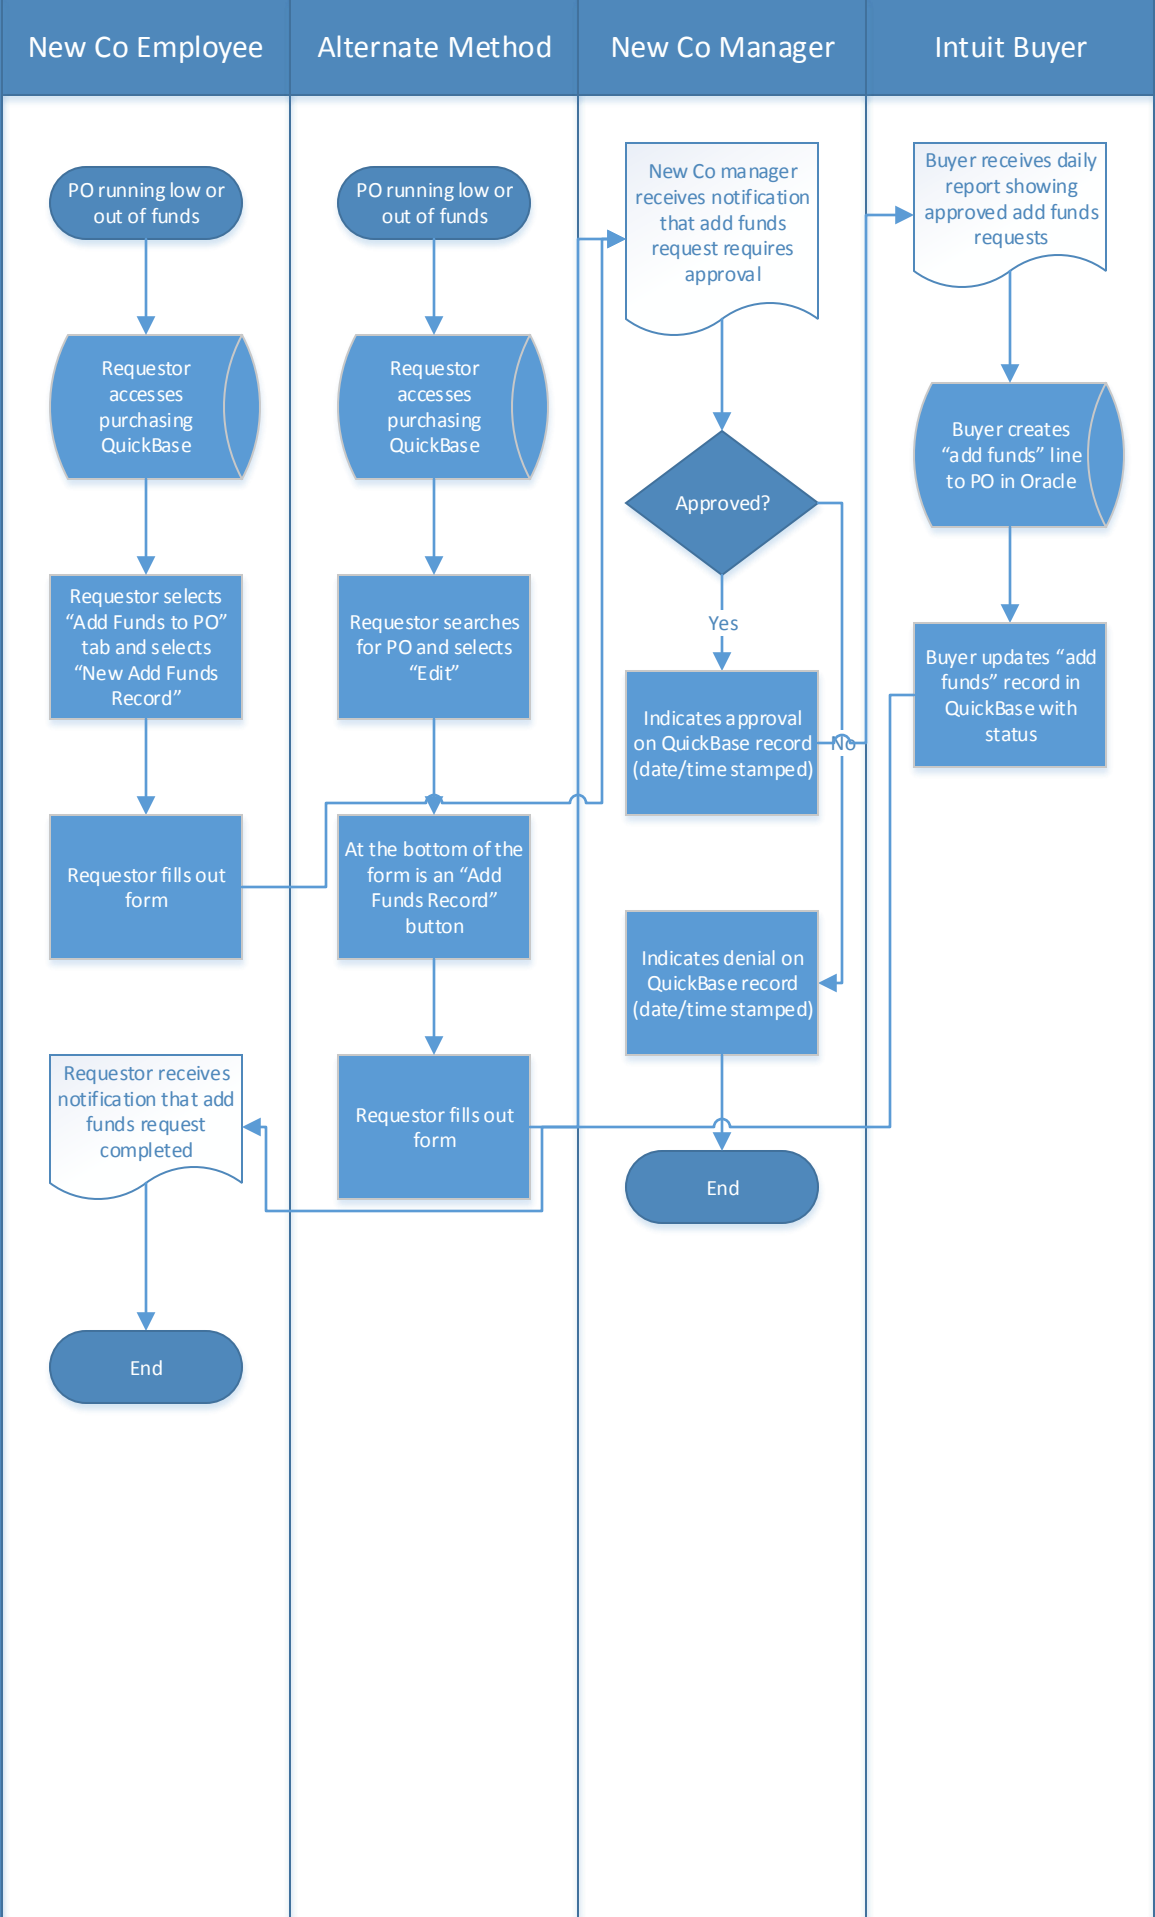 New Co Employee
Alternate Method
New Co Manager
Intuit Buyer
PO running low or
out of funds
Requestor
accesses
purchasing
QuickBase
Requestor selects
“Add Funds to PO”
tab and selects
“New Add Funds
Record”
Requestor fills out
form
Requestor receives
notification that add
funds request
completed
End
PO running low or
out of funds
Requestor
accesses
purchasing
QuickBase
Requestor searches
for PO and selects
“Edit”
At the bottom of the
form is an “Add
Funds Record”
button
Requestor fills out
form
New Co manager
receives notification
that add funds
request requires
approval
Approved?
Yes
No
Indicates approval
on QuickBase record
(date/time stamped)
Indicates denial on
QuickBase record
(date/time stamped)
End
Buyer receives daily
report showing
approved add funds
requests
Buyer creates
“add funds” line
to PO in Oracle
Buyer updates “add
funds” record in
QuickBase with
status